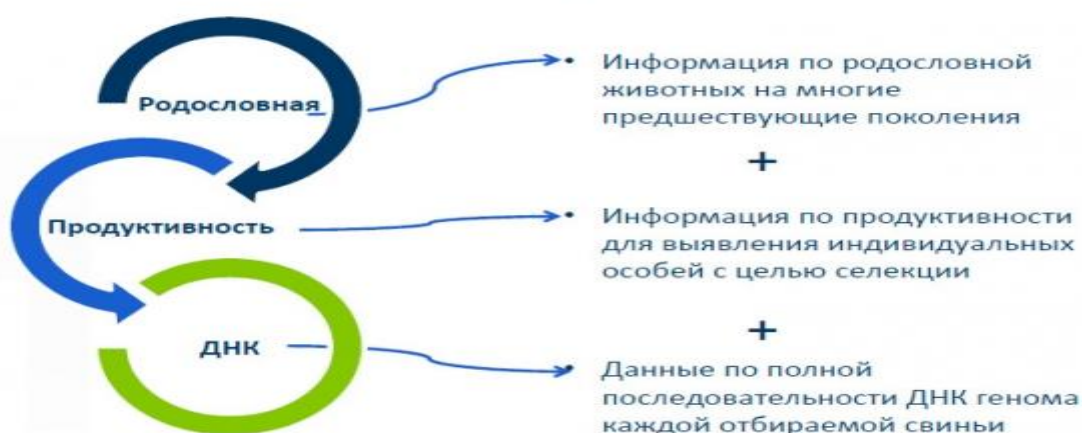 Родословная
• Информация по родословной
животных на многие
предшествующие поколения
+
Продуктивность
• Информация по продуктивности
для выявления индивидуальных
особей с целью селекции
+
ДНК
• Данные по полной
последовательности ДНК генома
каждой отбираемой свиньи